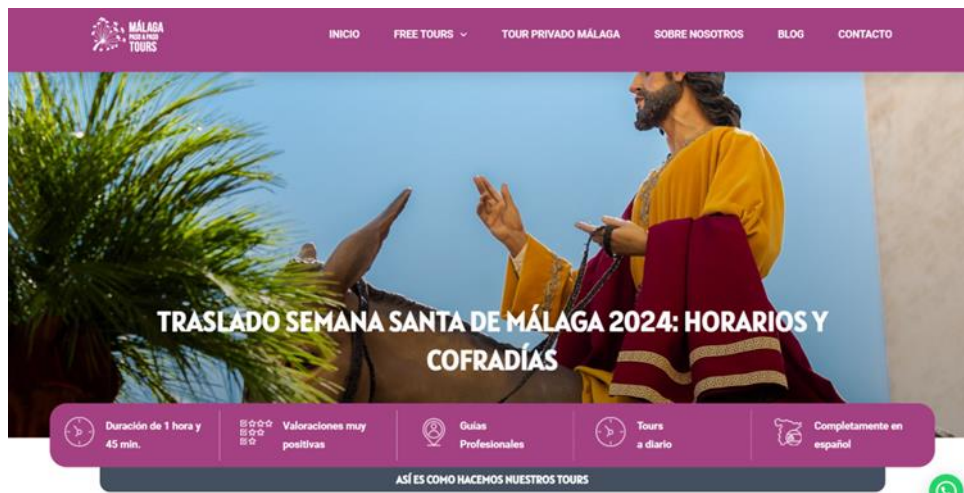 MÁLAGA
PASO A PASO
TOURS
INICIO
FREE TOURS
TOUR PRIVADO MÁLAGA
SOBRE NOSOTROS
BLOG
CONTACTO
TRASLADO SEMANA SANTA DE MÁLAGA 2024: HORARIOS Y
COFRADÍAS
Duración de 1 hora y
45 min.
Valoraciones muy
positivas
Guías
Profesionales
Tours
a diario
Completamente en
español
ASÍ ES COMO HACEMOS NUESTROS TOURS